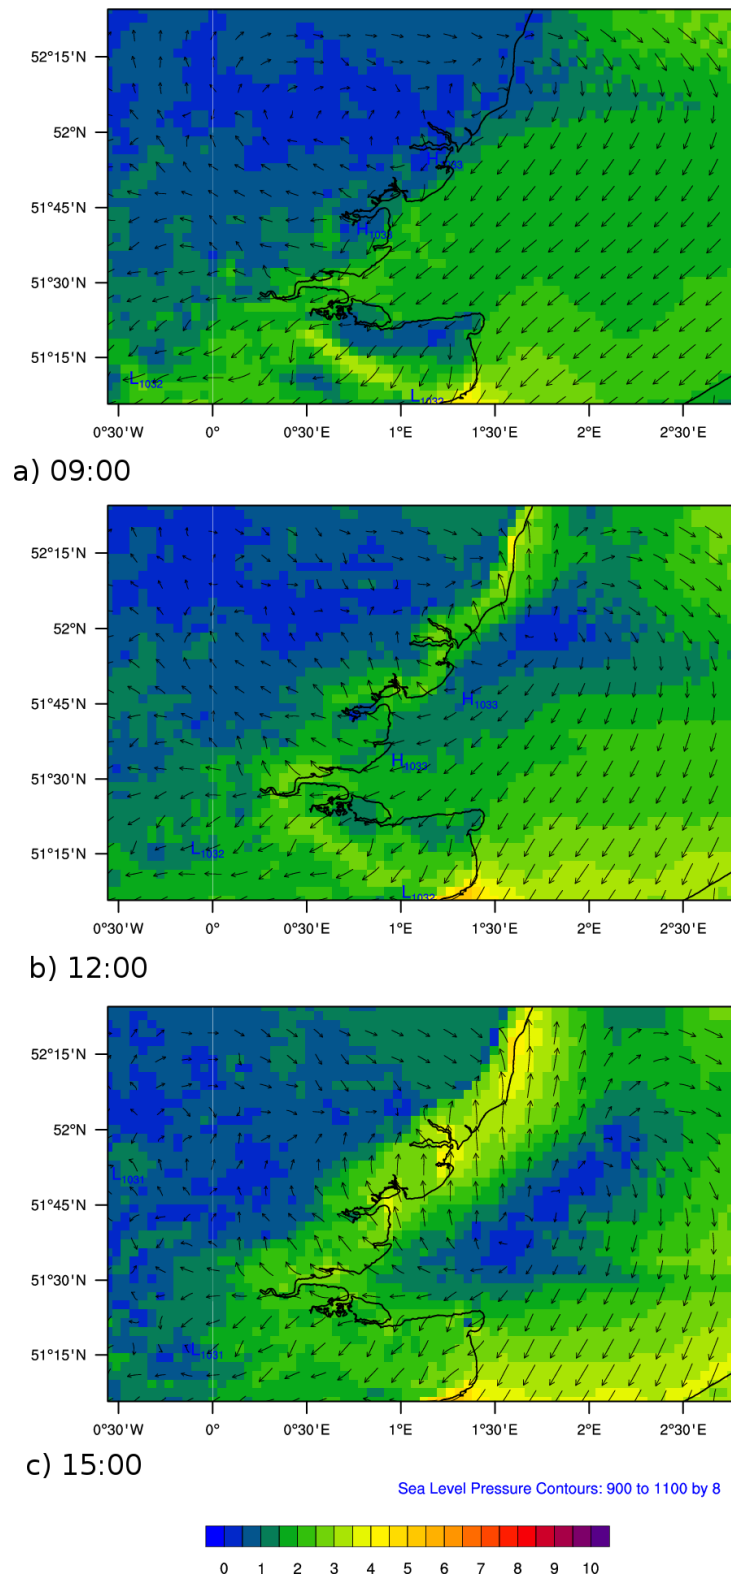 52°15'N
52°N
H1033
51°45'N
H1033
51°30'N
51°15'N
L1032
L1032
0°30'W 0° 0°30'E 1°E 1°30'E 2°E 2°30'E
a) 09:00
52°15'N
52°N
51°45'N
H1033
H1033
51°30'N
51°15'N
L1032
L1032
0°30'W 0° 0°30'E 1°E 1°30'E 2°E 2°30'E
b) 12:00
52°15'N
52°N
L1031
51°45'N
51°30'N
51°15'N
L1031
0°30'W 0° 0°30'E 1°E 1°30'E 2°E 2°30'E
c) 15:00
Sea Level Pressure Contours: 900 to 1100 by 8
0 1 2 3 4 5 6 7 8 9 10